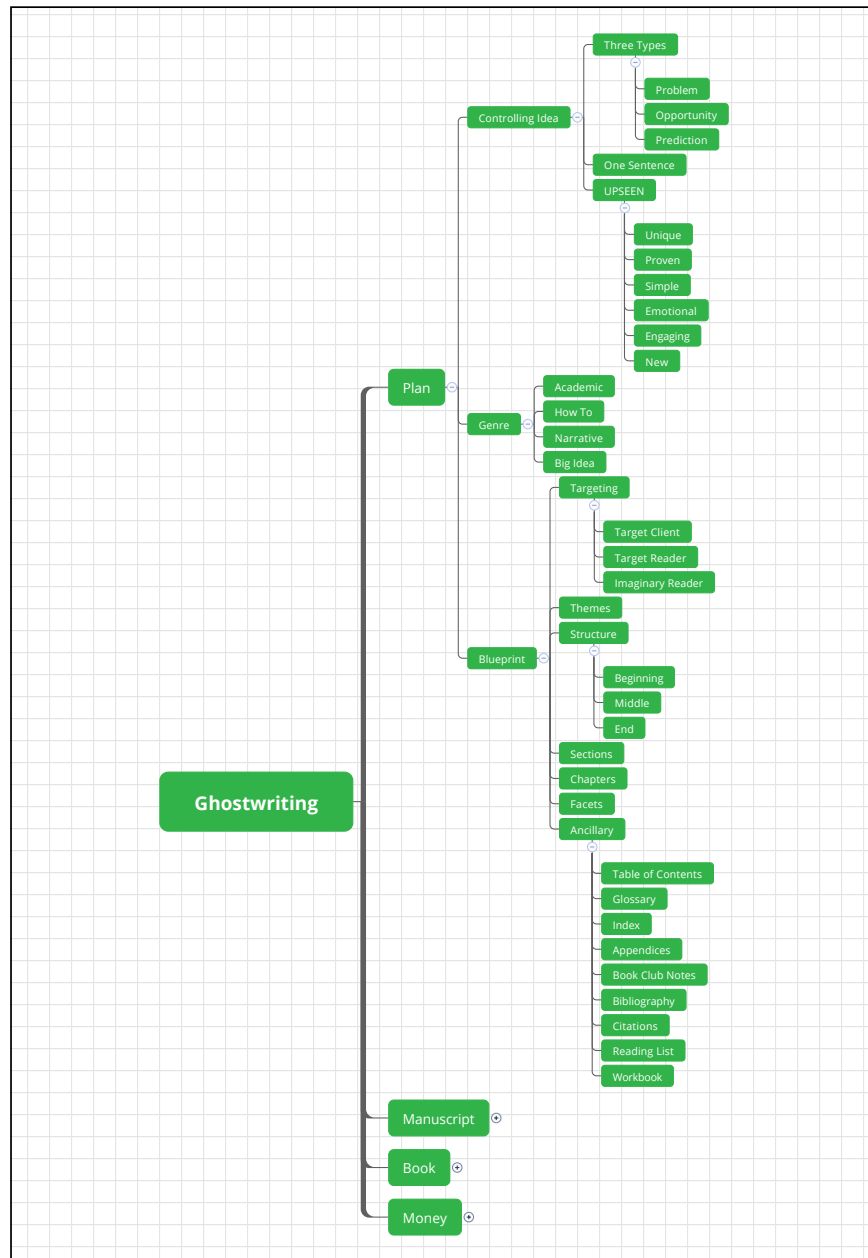 Three Types
Problem
Opportunity
Prediction
Controlling Idea
One Sentence
UPSEEN
Unique
Proven
Simple
Emotional
Engaging
New
Plan
Academic
How To
Genre
Narrative
Big Idea
Targeting
Target Client
Target Reader
Imaginary Reader
Themes
Structure
Blueprint
Beginning
Middle
End
Sections
Chapters
Ghostwriting
Facets
Ancillary
Table of Contents
Glossary
Index
Appendices
Book Club Notes
Bibliography
Citations
Reading List
Workbook
Manuscript
Book
Money